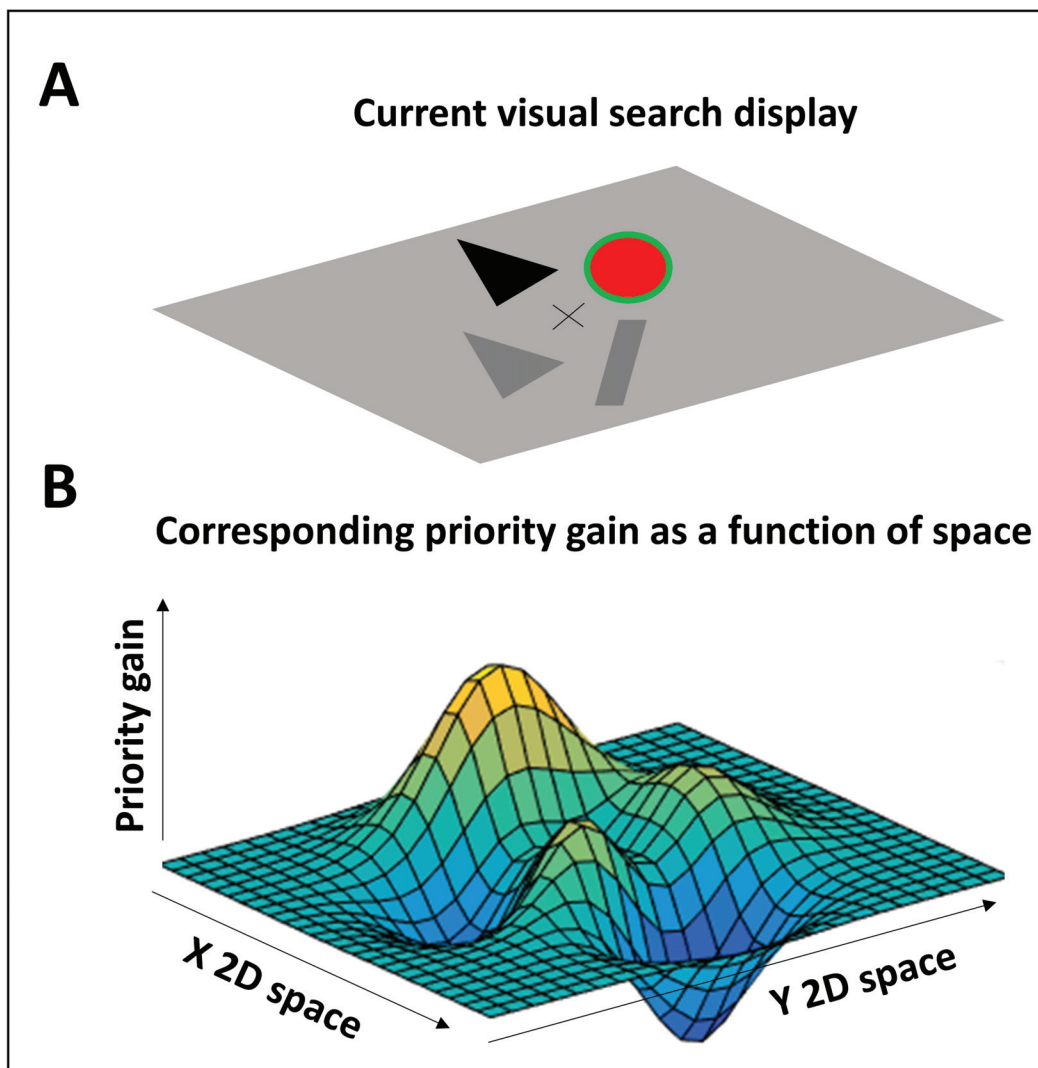 A
Current visual search display
B
Corresponding priority gain as a function of space
Priority gain
X 2D space
Y 2D space